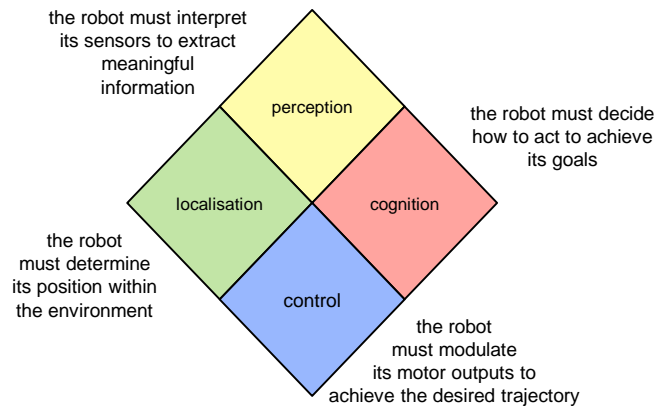 the robot must interpret
its sensors to extract
meaningful
information
perception
the robot must decide
how to act to achieve
its goals
localisation
cognition
the robot
must determine
its position within
the environment
control
the robot
must modulate
its motor outputs to
achieve the desired trajectory